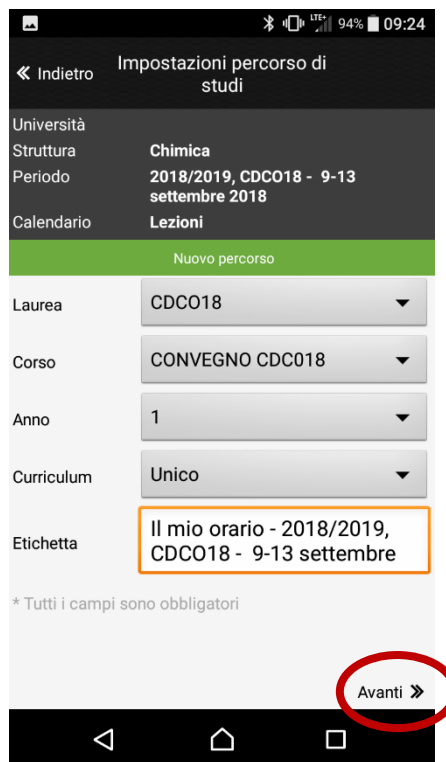 LTE+ 94% 09:24
Indietro
Impostazioni percorso di
studi
Università
Struttura Chimica
Periodo 2018/2019, CDCO18 - 9-13
settembre 2018
Calendario Lezioni
Nuovo percorso
Laurea CDCO18
Corso CONVEGNO CDC018
Anno 1
Curriculum Unico
Etichetta Il mio orario - 2018/2019,
CDCO18 - 9-13 settembre
* Tutti i campi sono obbligatori
Avanti